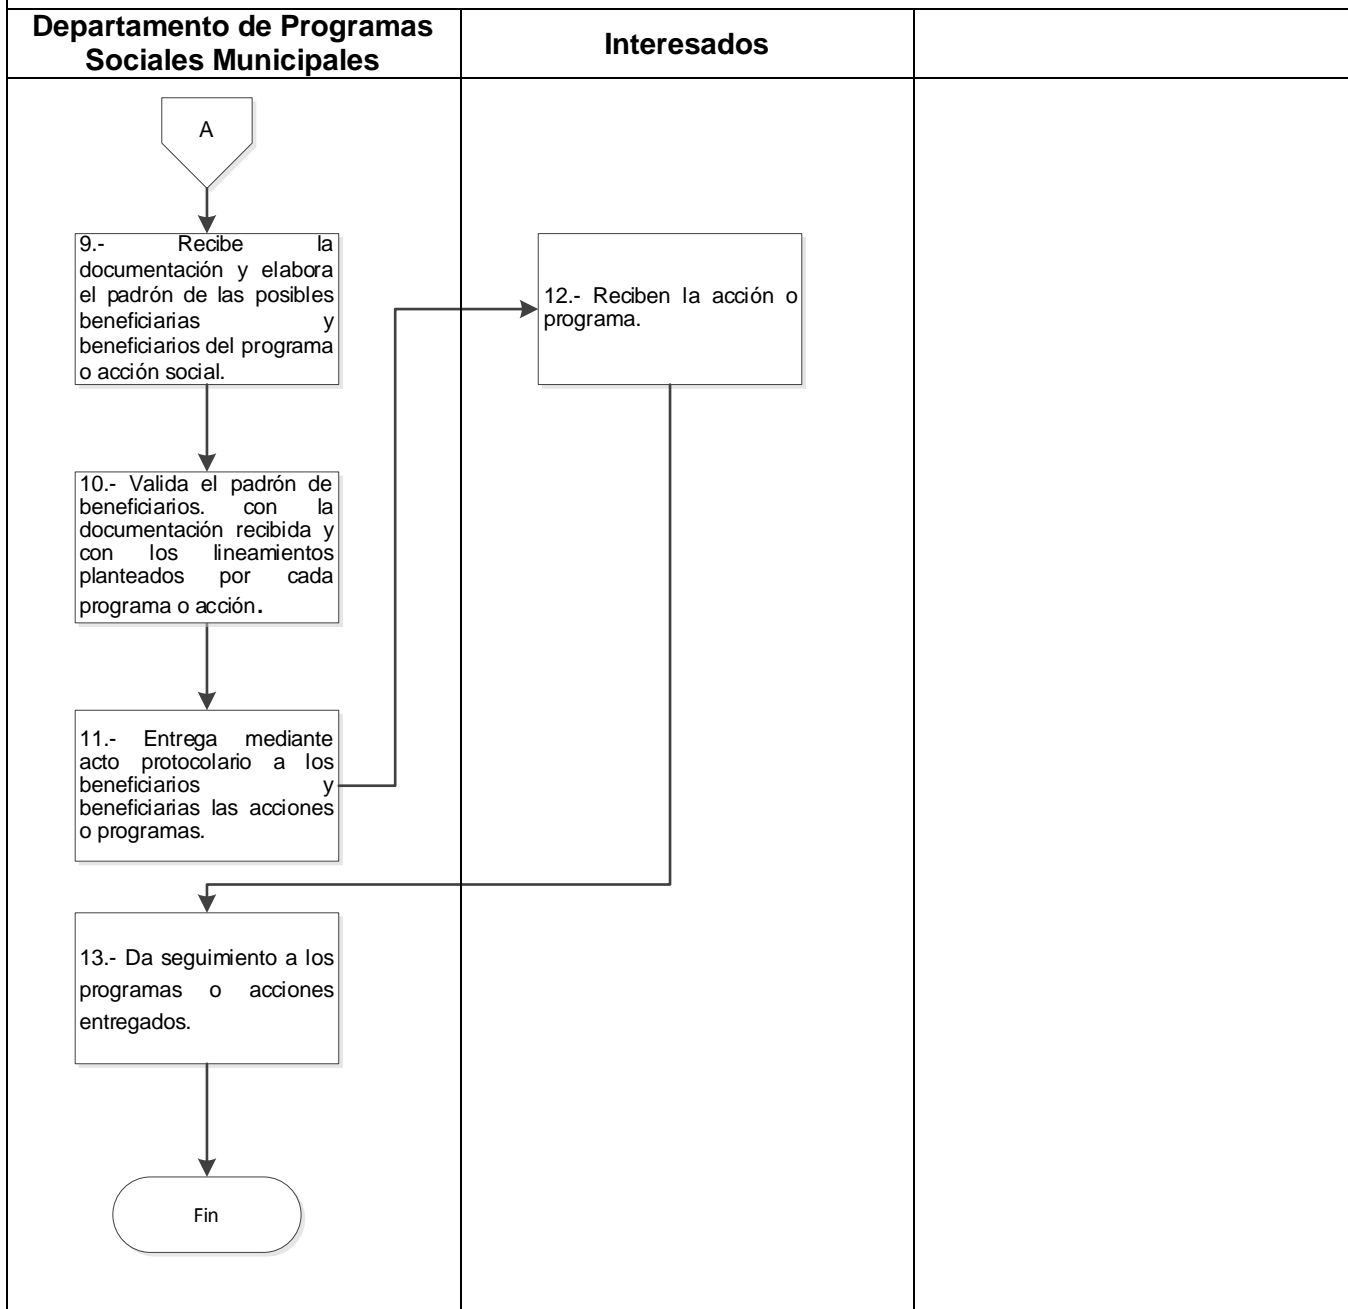 Departamento de Programas
Sociales Municipales
Interesados
A
9.- Recibe la
documentación y elabora
el padrón de las posibles
beneficiarias y
beneficiarios del programa
o acción social.
12.- Reciben la acción o
programa.
10.- Valida el padrón de
beneficiarios. con la
documentación recibida y
con los lineamientos
planteados por cada
programa o acción.
11.- Entrega mediante
acto protocolario a los
beneficiarios y
beneficiarias las acciones
o programas.
13.- Da seguimiento a los
programas o acciones
entregados.
Fin